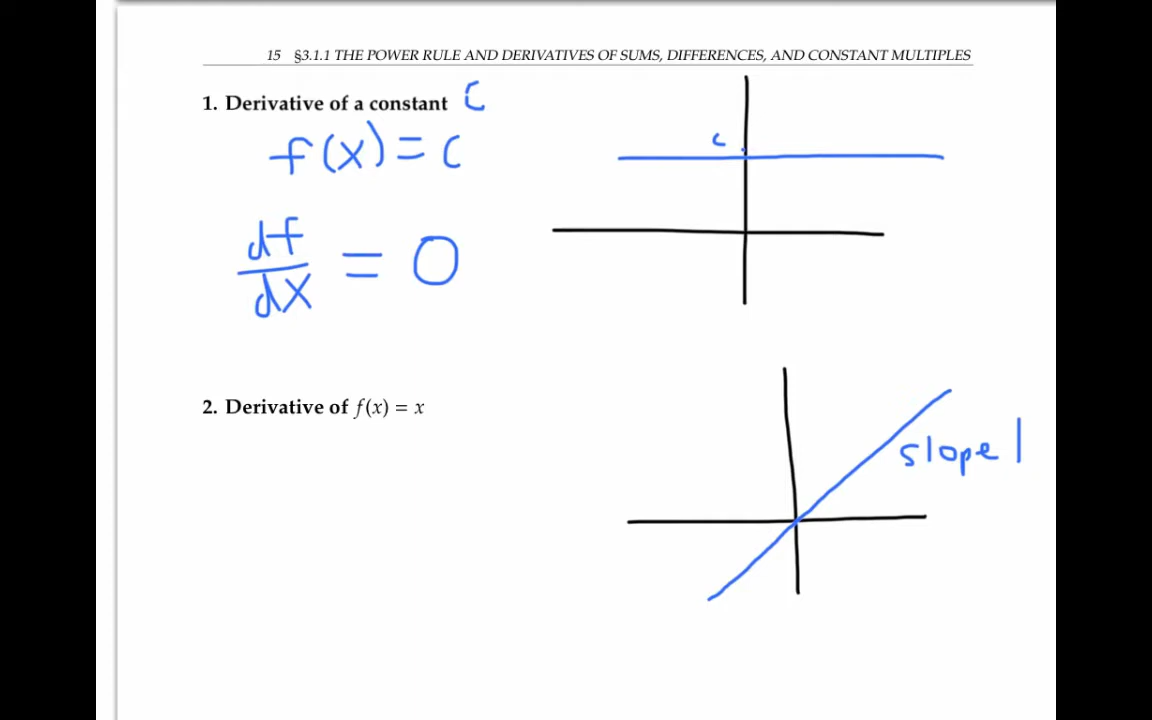 15 §3.1.1 THE POWER RULE AND DERIVATIVES OF SUMS, DIFFERENCES, AND CONSTANT MULTIPLES
1. Derivative of a constant C
f(x) = C
df/dx = 0
c
2. Derivative of f(x) = x
slope 1